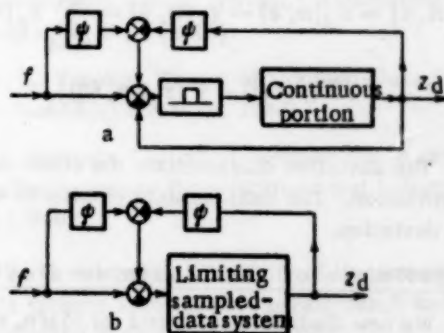 φ φ
f Continuous portion z_d
a
φ φ
f Limiting sampled-data system z_d
b